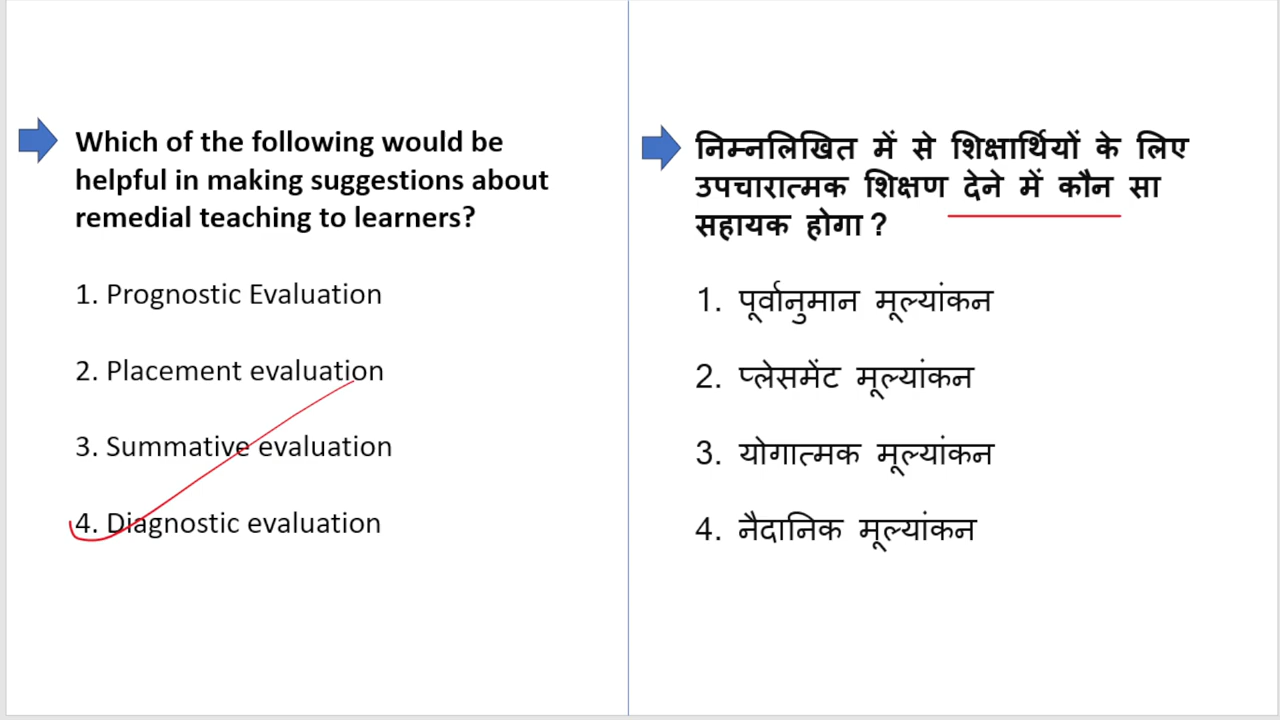 Which of the following would be
helpful in making suggestions about
remedial teaching to learners?
1. Prognostic Evaluation
2. Placement evaluation
3. Summative evaluation
4. Diagnostic evaluation
निम्नलिखित में से शिक्षार्थियों के लिए
उपचारात्मक शिक्षण देने में कौन सा
सहायक होगा ?
1. पूर्वानुमान मूल्यांकन
2. प्लेसमेंट मूल्यांकन
3. योगात्मक मूल्यांकन
4. नैदानिक मूल्यांकन